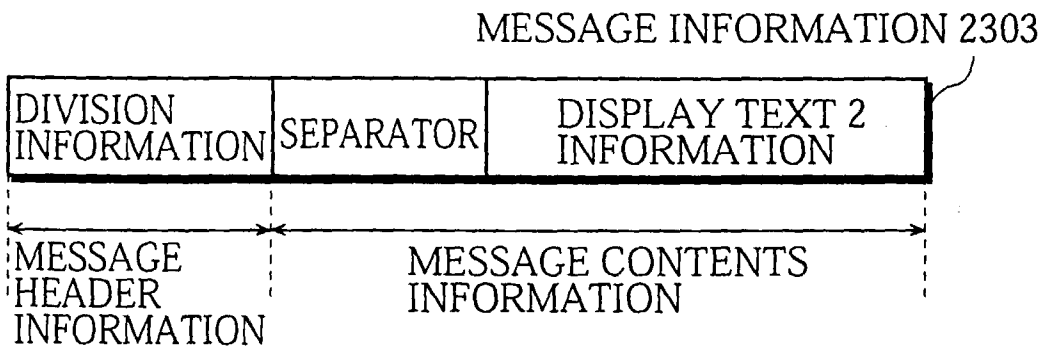 MESSAGE INFORMATION 2303
DIVISION
INFORMATION
SEPARATOR
DISPLAY TEXT 2
INFORMATION
MESSAGE
HEADER
INFORMATION
MESSAGE CONTENTS
INFORMATION